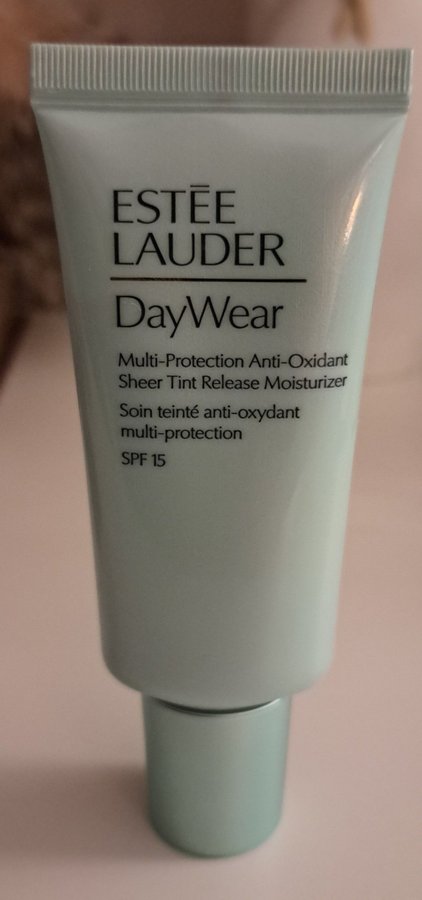 ESTĒE
LAUDER
DayWear
Multi-Protection Anti-Oxidant
Sheer Tint Release Moisturizer
Soin teinté anti-oxydant
multi-protection
SPF 15